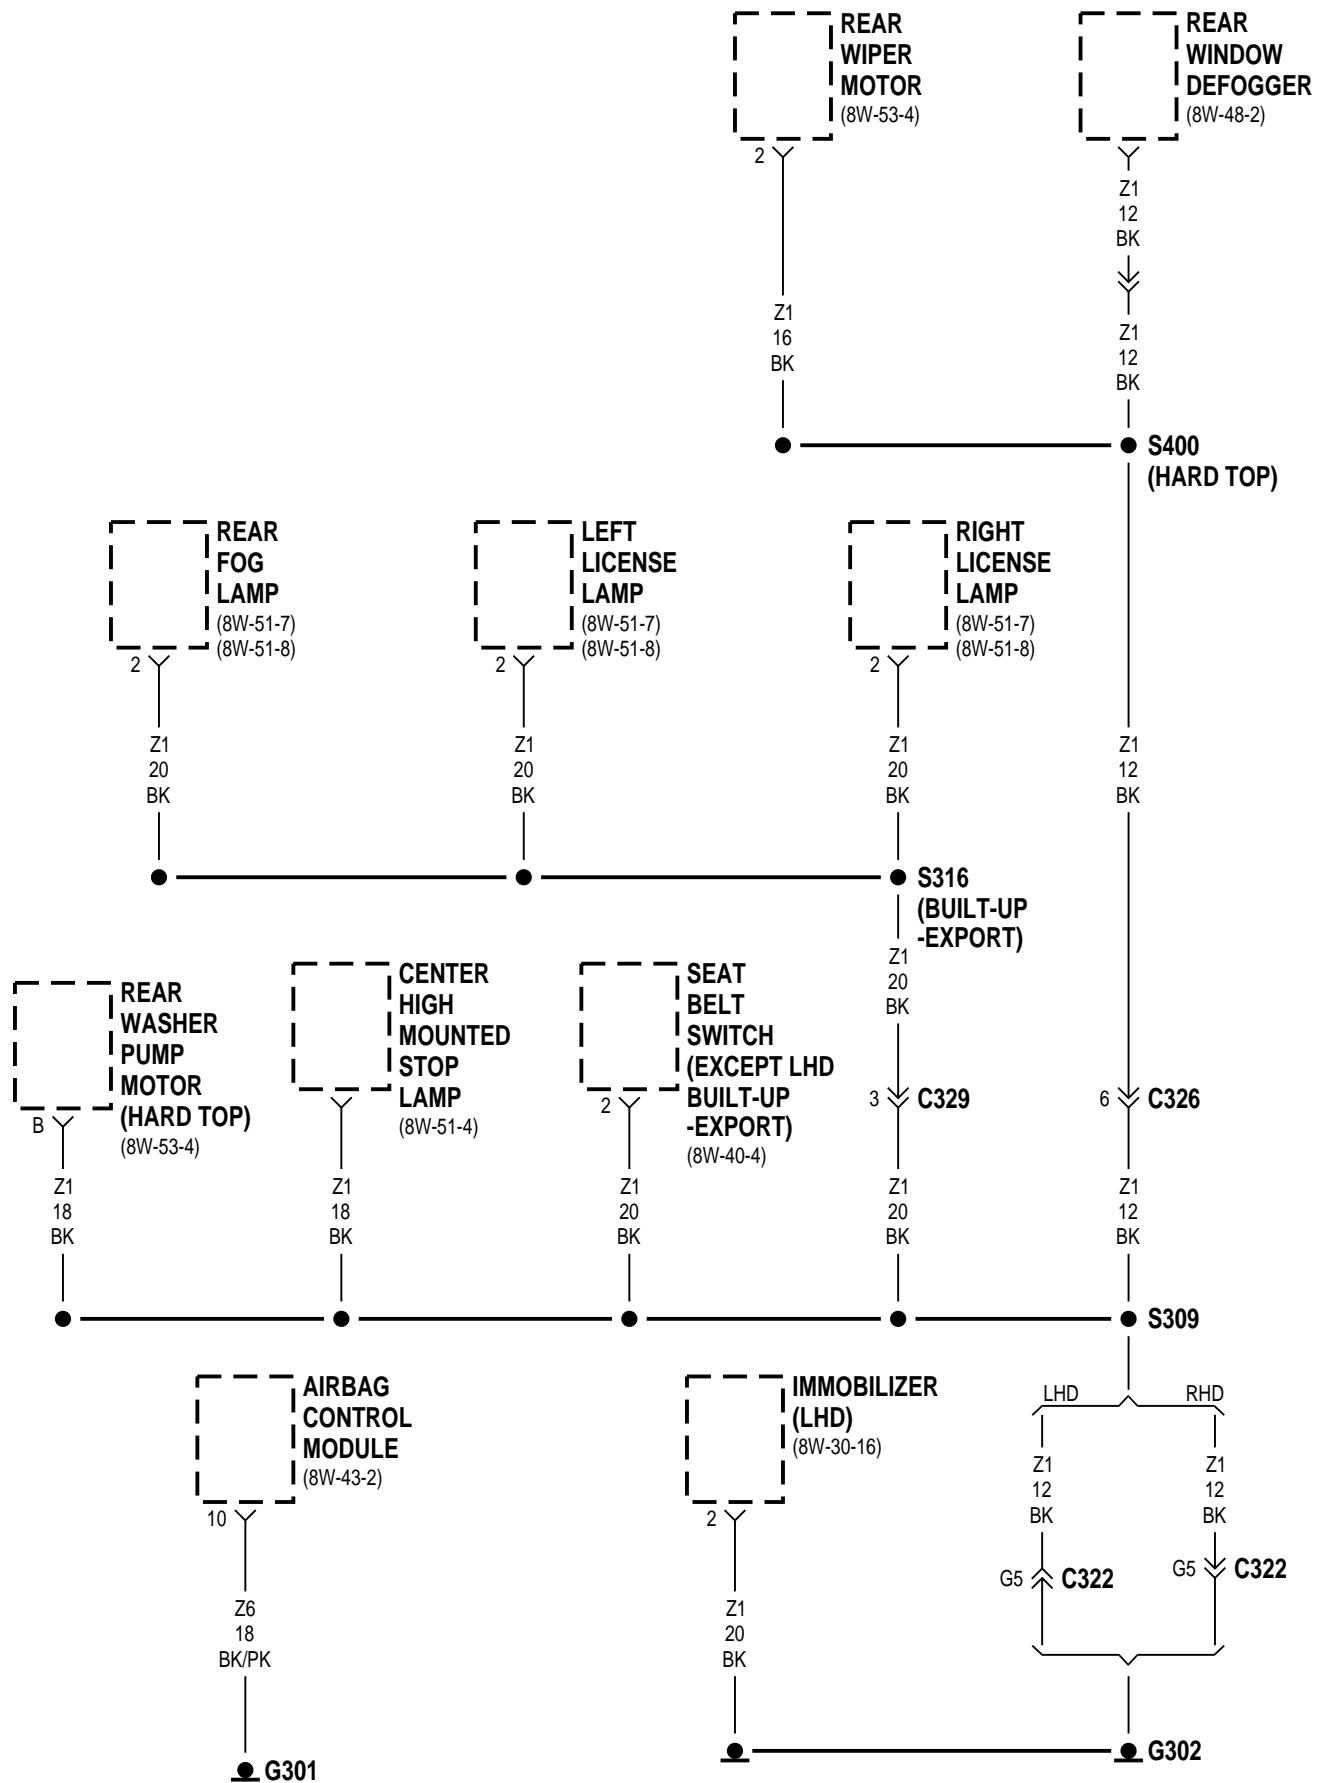 REAR
WIPER
MOTOR
(8W-53-4)
2
Z1
16
BK
REAR
WINDOW
DEFOGGER
(8W-48-2)
Z1
12
BK
Z1
12
BK
S400
(HARD TOP)
REAR
FOG
LAMP
(8W-51-7)
(8W-51-8)
2
Z1
20
BK
LEFT
LICENSE
LAMP
(8W-51-7)
(8W-51-8)
2
Z1
20
BK
RIGHT
LICENSE
LAMP
(8W-51-7)
(8W-51-8)
2
Z1
20
BK
Z1
12
BK
S316
(BUILT-UP
-EXPORT)
Z1
20
BK
REAR
WASHER
PUMP
MOTOR
(HARD TOP)
(8W-53-4)
B
Z1
18
BK
CENTER
HIGH
MOUNTED
STOP
LAMP
(8W-51-4)
Z1
18
BK
SEAT
BELT
SWITCH
(EXCEPT LHD
BUILT-UP
-EXPORT)
(8W-40-4)
2
Z1
20
BK
3 C329
Z1
20
BK
6 C326
Z1
12
BK
S309
AIRBAG
CONTROL
MODULE
(8W-43-2)
10
Z6
18
BK/PK
G301
IMMOBILIZER
(LHD)
(8W-30-16)
2
Z1
20
BK
LHD
Z1
12
BK
G5 C322
RHD
Z1
12
BK
G5 C322
G302